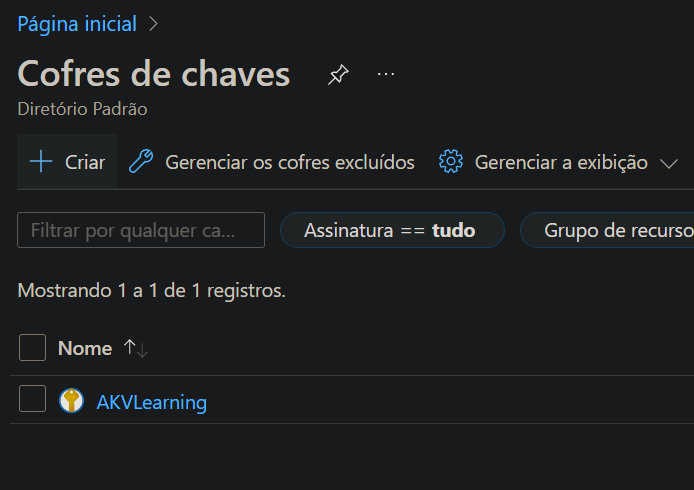 Página inicial
Cofres de chaves
Diretório Padrão
Criar Gerenciar os cofres excluídos Gerenciar a exibição
Filtrar por qualquer ca... Assinatura == tudo Grupo de recurso
Mostrando 1 a 1 de 1 registros.
Nome
AKVLearning